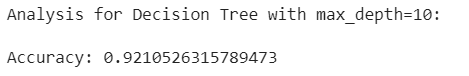 Analysis for Decision Tree with max_depth=10:
Accuracy: 0.9210526315789473